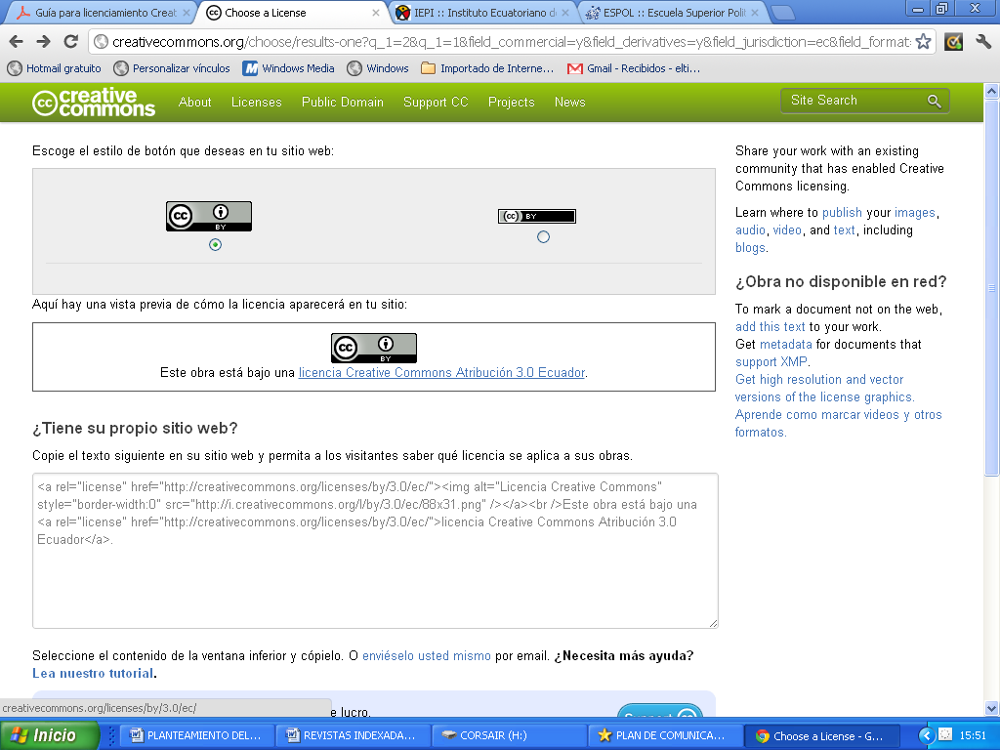 Guía para licenciamiento Creat
Choose a License
IEPI :: Instituto Ecuatoriano d
ESPOL :: Escuela Superior Polit
creativecommons.org/choose/results-one?q_1=2&q_1=1&field_commercial=y&field_derivatives=y&field_jurisdiction=ec&field_format:
Hotmail gratuito
Personalizar vínculos
Windows Media
Windows
Importado de Interne...
Gmail - Recibidos - elti...
cc creative commons
About
Licenses
Public Domain
Support CC
Projects
News
Site Search
Escoge el estilo de botón que deseas en tu sitio web:
cc BY
cc BY
Aquí hay una vista previa de cómo la licencia aparecerá en tu sitio:
cc BY
Este obra está bajo una licencia Creative Commons Atribución 3.0 Ecuador.
¿Tiene su propio sitio web?
Copie el texto siguiente en su sitio web y permita a los visitantes saber qué licencia se aplica a sus obras.
<a rel="license" href="http://creativecommons.org/licenses/by/3.0/ec/"><img alt="Licencia Creative Commons"
style="border-width:0" src="http://i.creativecommons.org/l/by/3.0/ec/88x31.png" /></a><br />Este obra está bajo una
<a rel="license" href="http://creativecommons.org/licenses/by/3.0/ec/">licencia Creative Commons Atribución 3.0
Ecuador</a>.
Seleccione el contenido de la ventana inferior y cópielo. O enviéselo usted mismo por email. ¿Necesita más ayuda?
Lea nuestro tutorial.
e lucro.
Support
Share your work with an existing
community that has enabled Creative
Commons licensing.
Learn where to publish your images,
audio, video, and text, including
blogs.
¿Obra no disponible en red?
To mark a document not on the web,
add this text to your work.
Get metadata for documents that
support XMP.
Get high resolution and vector
versions of the license graphics.
Aprende como marcar videos y otros
formatos.
creativecommons.org/licenses/by/3.0/ec/
Inicio
PLANTEAMIENTO DEL...
REVISTAS INDEXADA...
CORSAIR (H:)
PLAN DE COMUNICA...
Choose a License - G...
15:51